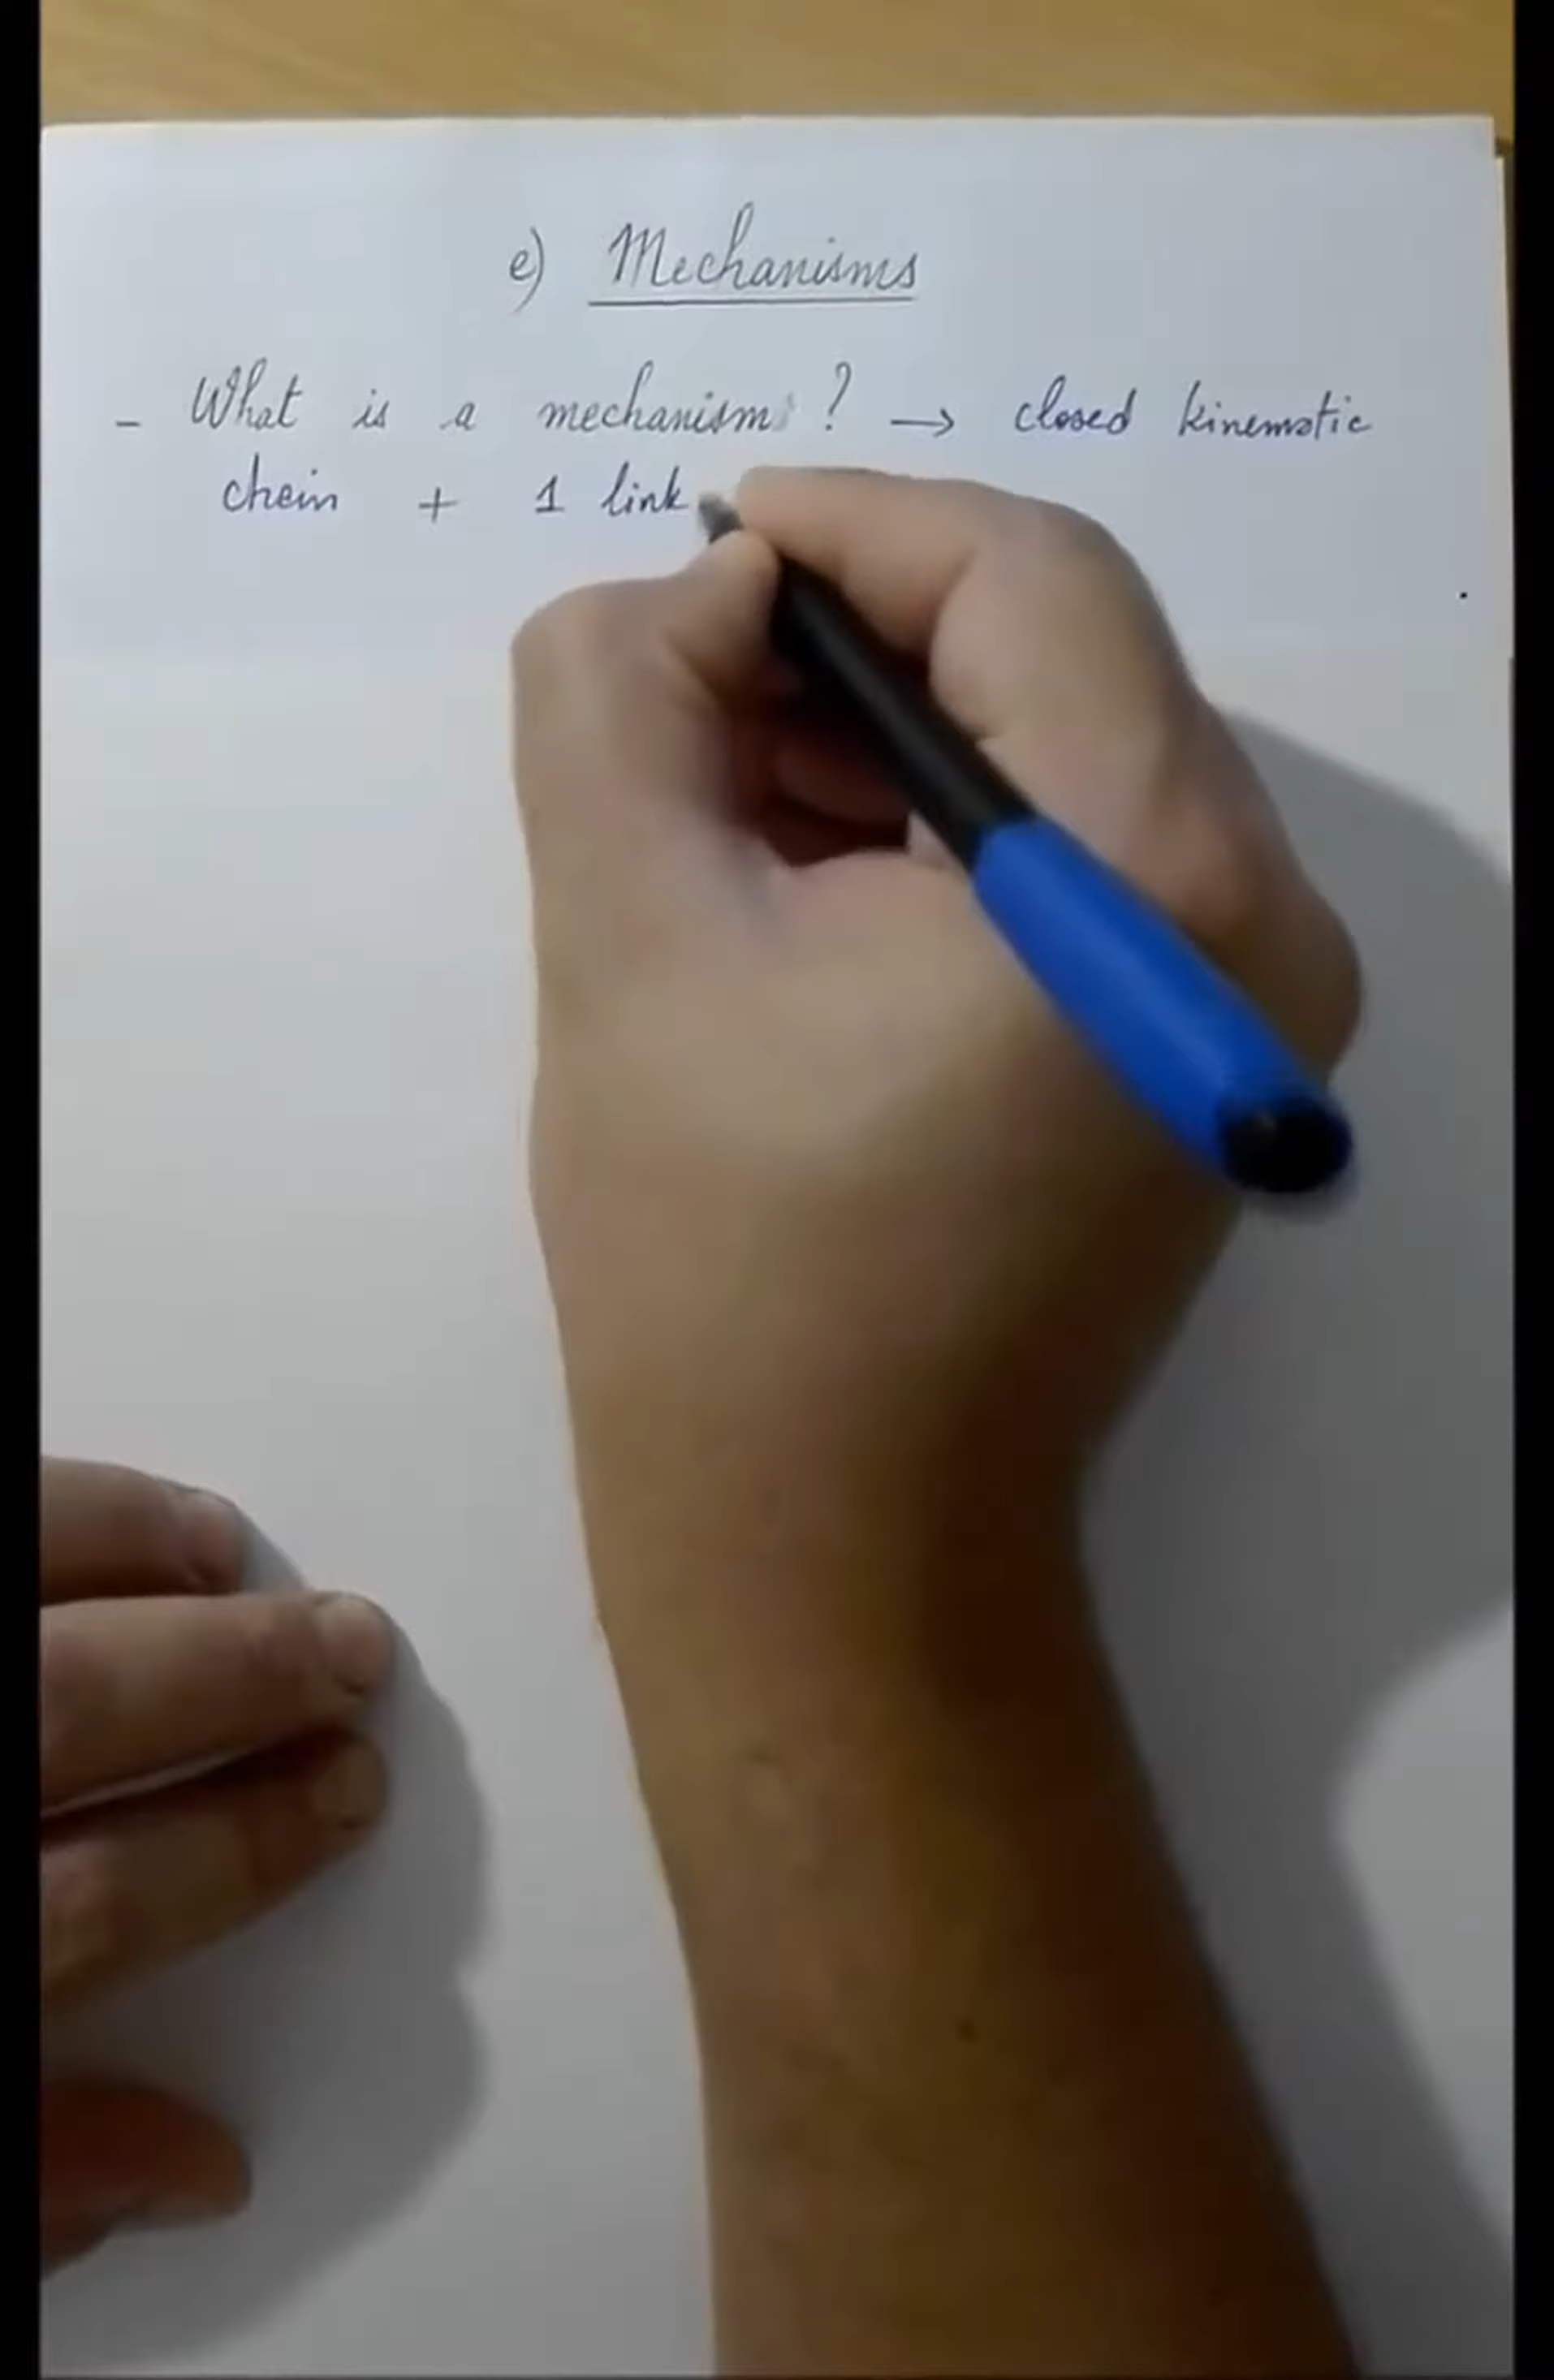 e) Mechanisms
- What is a mechanism ? → closed kinematic
chain + 1 link